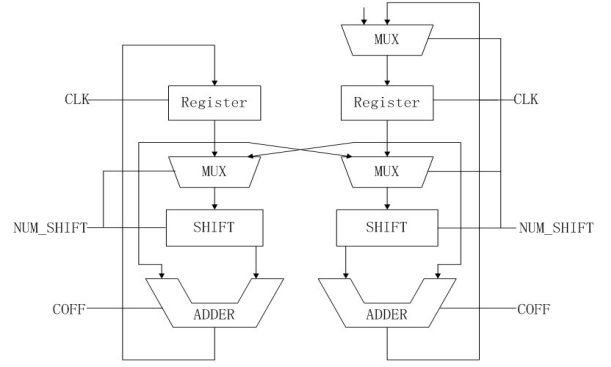 MUX
CLK
Register
Register
CLK
MUX
MUX
NUM_SHIFT
SHIFT
SHIFT
NUM_SHIFT
COFF
ADDER
ADDER
COFF